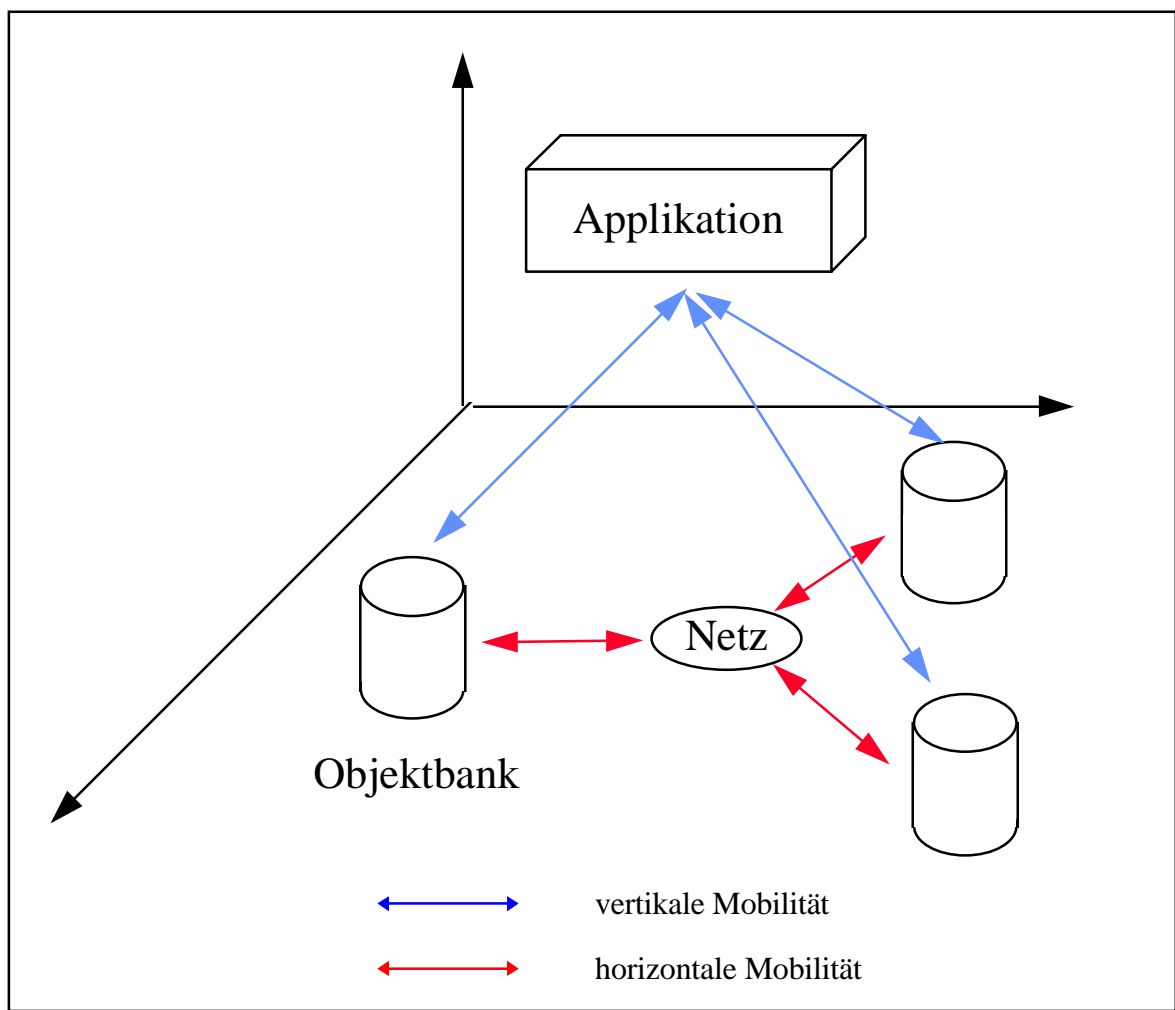 Applikation
Netz
Objektbank
vertikale Mobilität
horizontale Mobilität